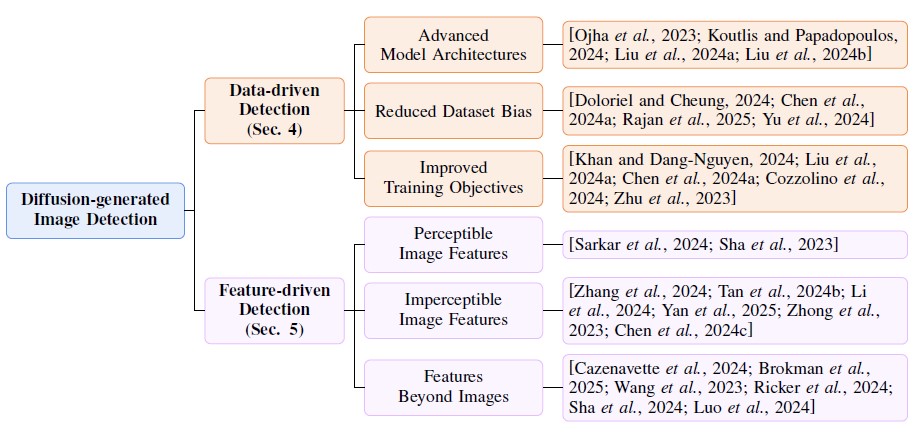 Diffusion-generated
Image Detection
Data-driven
Detection
(Sec. 4)
Advanced
Model Architectures
[Ojha et al., 2023; Koutlis and Papadopoulos,
2024; Liu et al., 2024a; Liu et al., 2024b]
Reduced Dataset Bias
[Doloriel and Cheung, 2024; Chen et al.,
2024a; Rajan et al., 2025; Yu et al., 2024]
Improved
Training Objectives
[Khan and Dang-Nguyen, 2024; Liu et al.,
2024a; Chen et al., 2024a; Cozzolino et al.,
2024; Zhu et al., 2023]
Feature-driven
Detection
(Sec. 5)
Perceptible
Image Features
[Sarkar et al., 2024; Sha et al., 2023]
Imperceptible
Image Features
[Zhang et al., 2024; Tan et al., 2024b; Li
et al., 2024; Yan et al., 2025; Zhong et al.,
2023; Chen et al., 2024c]
Features
Beyond Images
[Cazenavette et al., 2024; Brokman et al.,
2025; Wang et al., 2023; Ricker et al., 2024;
Sha et al., 2024; Luo et al., 2024]